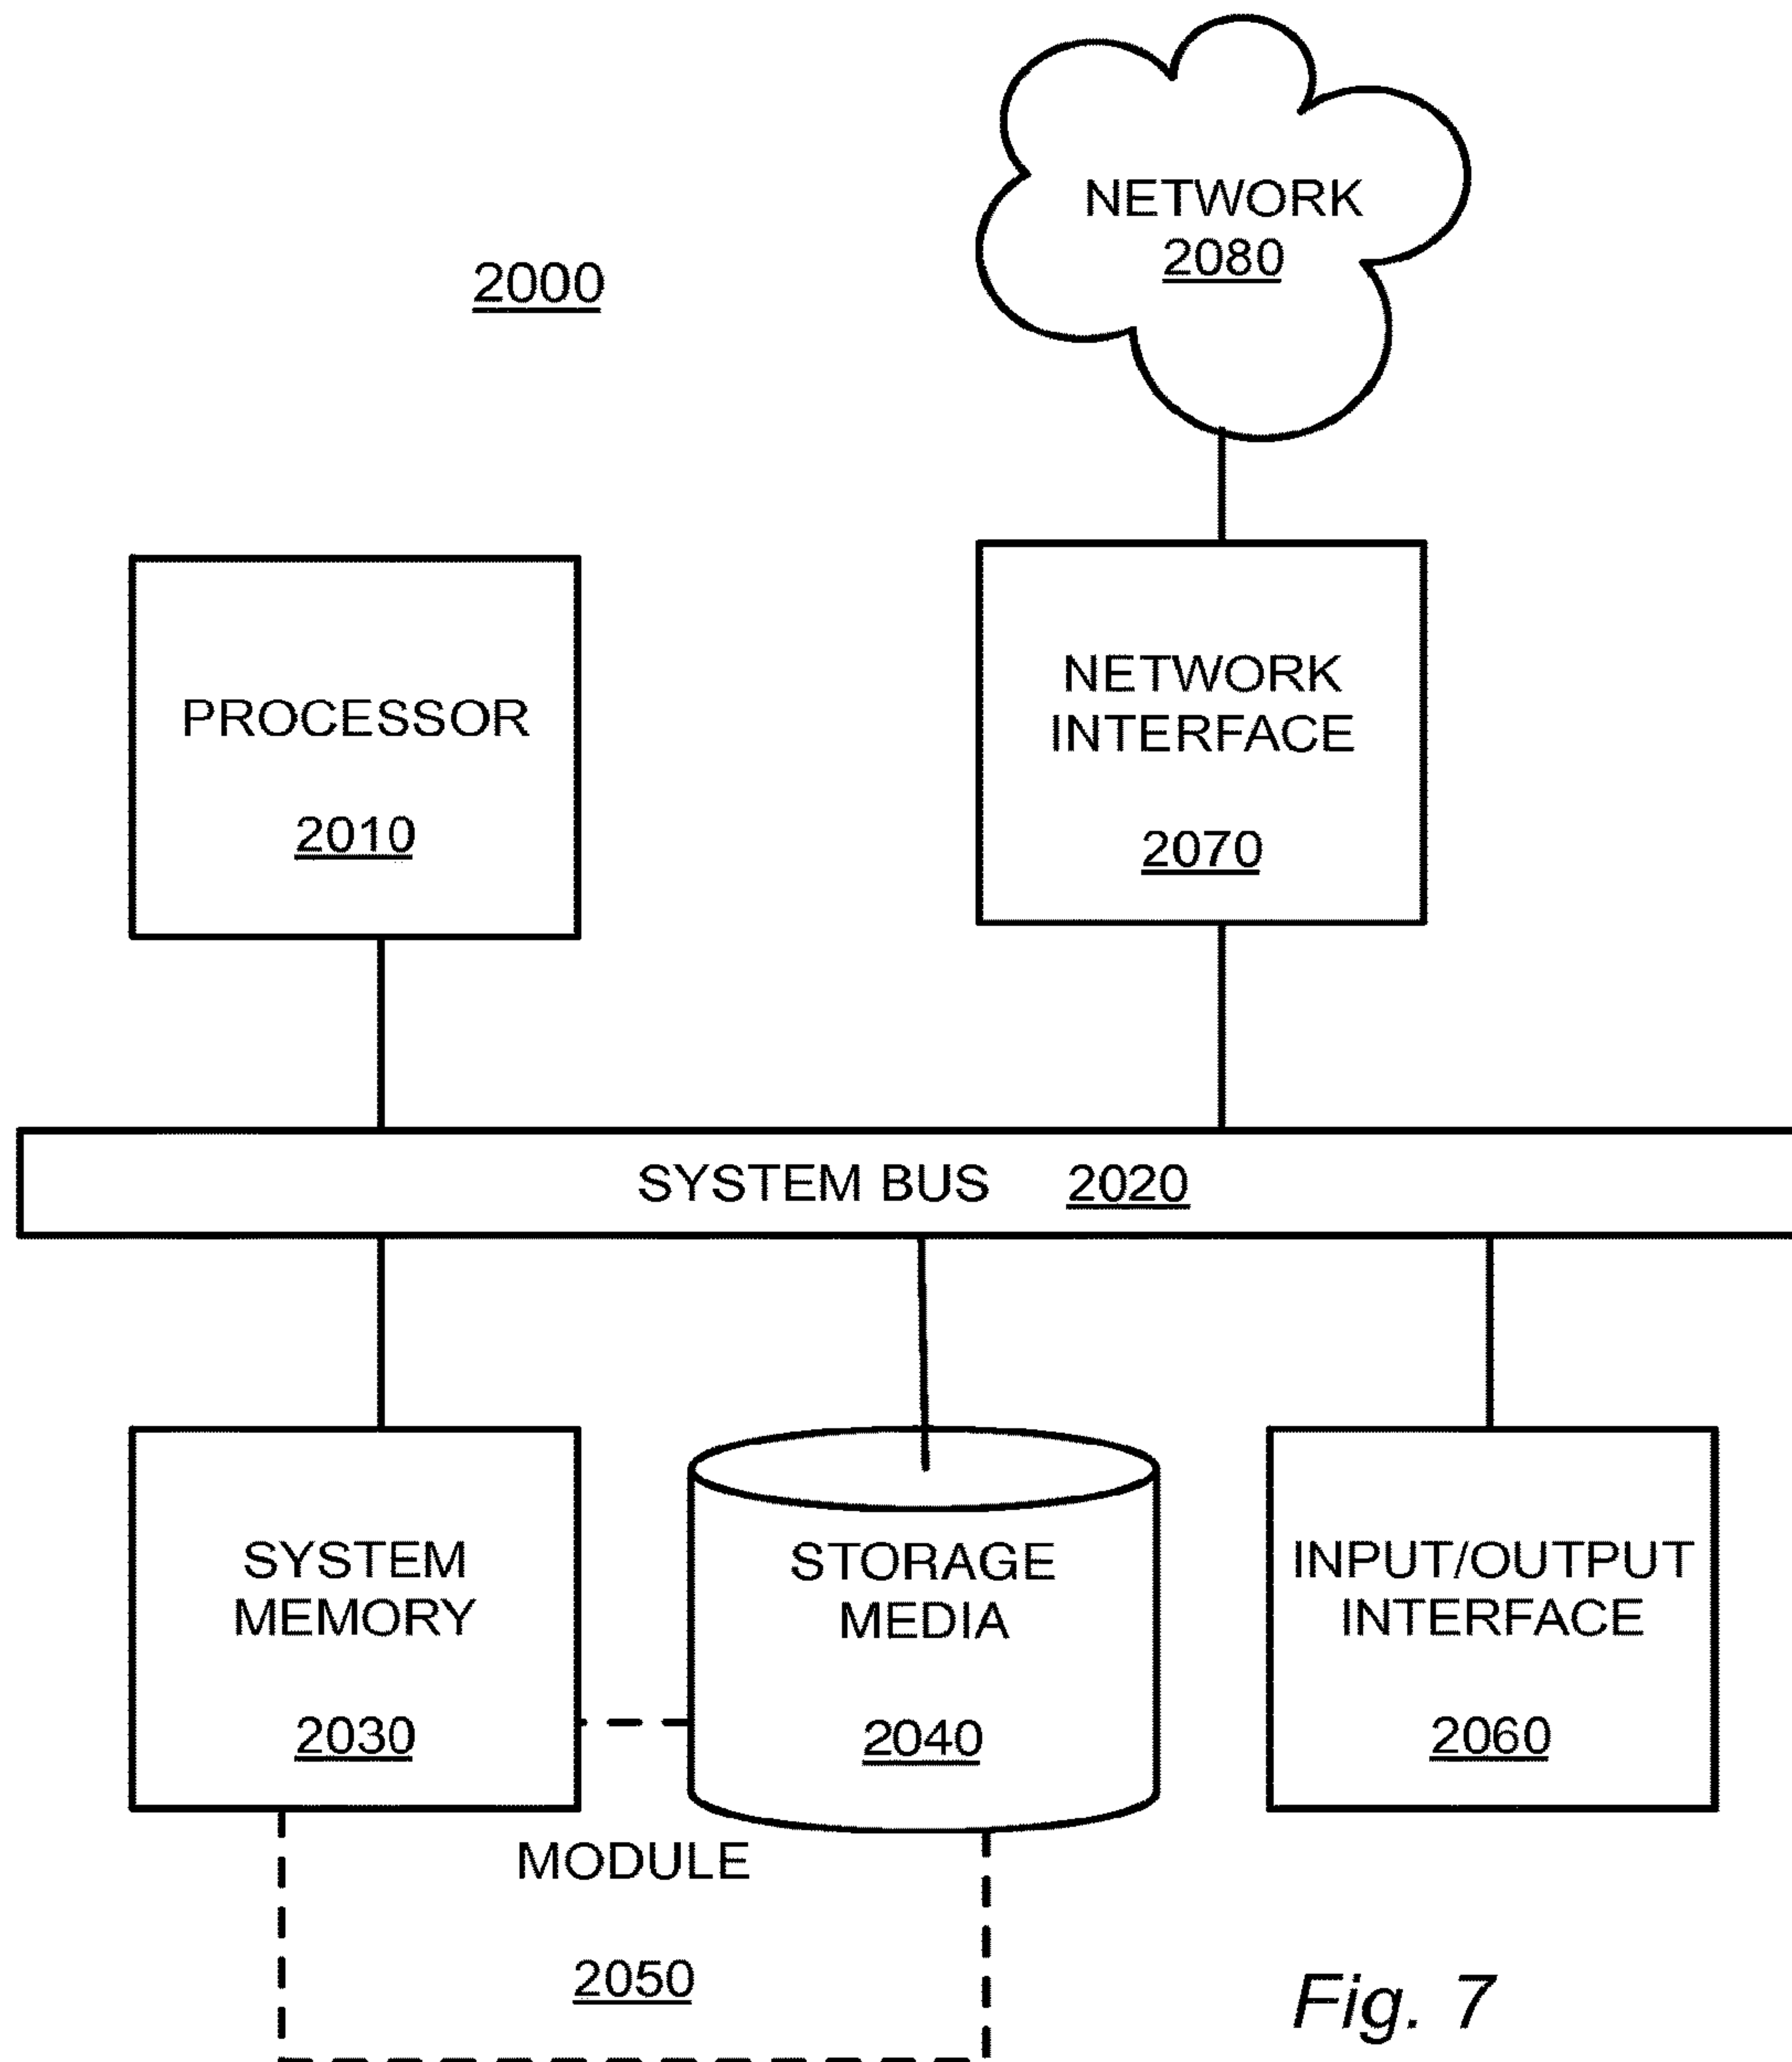 NETWORK
2080
2000
PROCESSOR
2010
NETWORK
INTERFACE
2070
SYSTEM BUS 2020
SYSTEM
MEMORY
2030
STORAGE
MEDIA
2040
INPUT/OUTPUT
INTERFACE
2060
MODULE
2050
Fig. 7